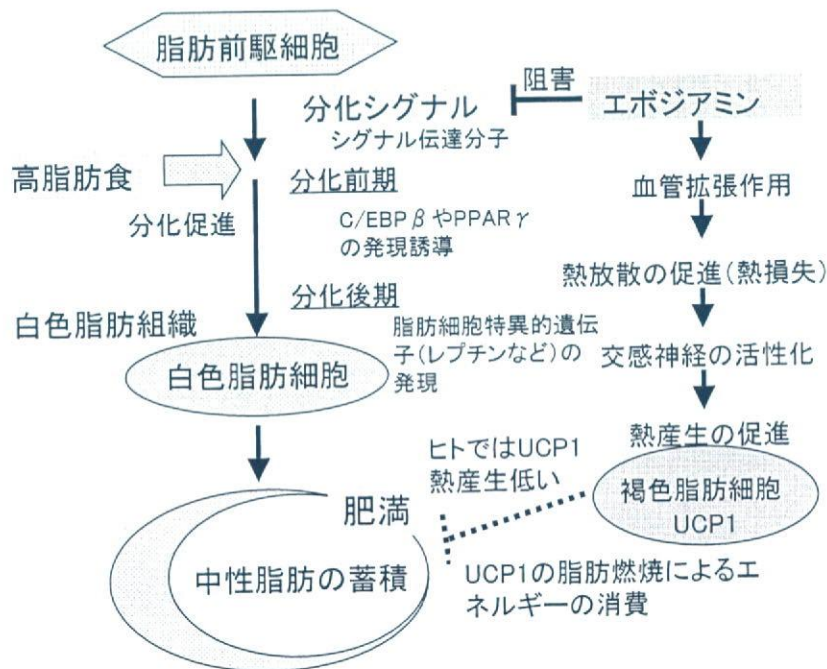 脂肪前駆細胞
阻害
分化シグナル
エボジアミン
シグナル伝達分子
高脂肪食
分化前期
血管拡張作用
分化促進
C/EBPβやPPARγ
の発現誘導
熱放散の促進(熱損失)
分化後期
白色脂肪組織
脂肪細胞特異的遺伝
子(レプチンなど)の
発現
白色脂肪細胞
交感神経の活性化
熱産生の促進
ヒトではUCP1
熱産生低い
褐色脂肪細胞
UCP1
肥満
中性脂肪の蓄積
UCP1の脂肪燃焼によるエ
ネルギーの消費